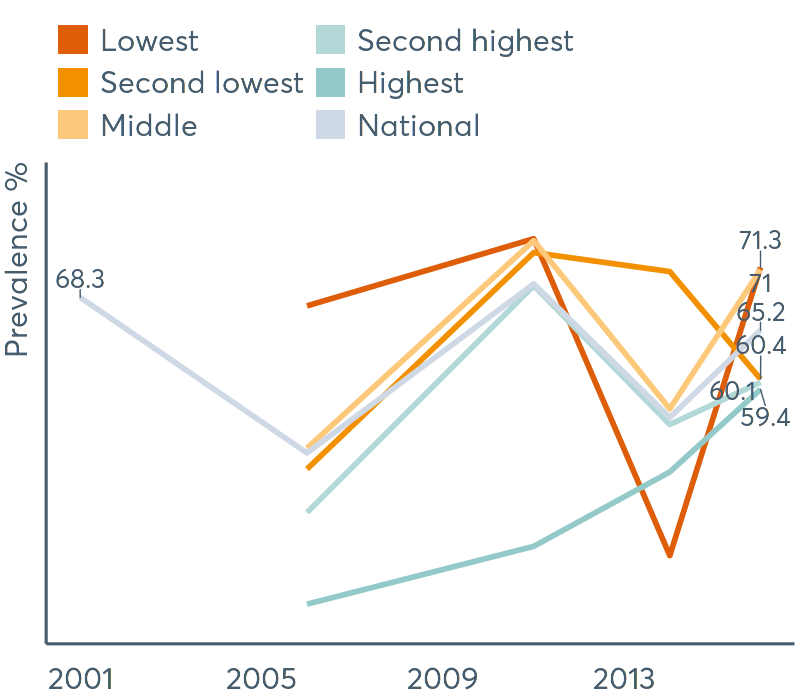 Lowest
Second highest
Second lowest
Highest
Middle
National
Prevalence %
68.3
71.3
71
65.2
60.4
60.1
59.4
2001
2005
2009
2013